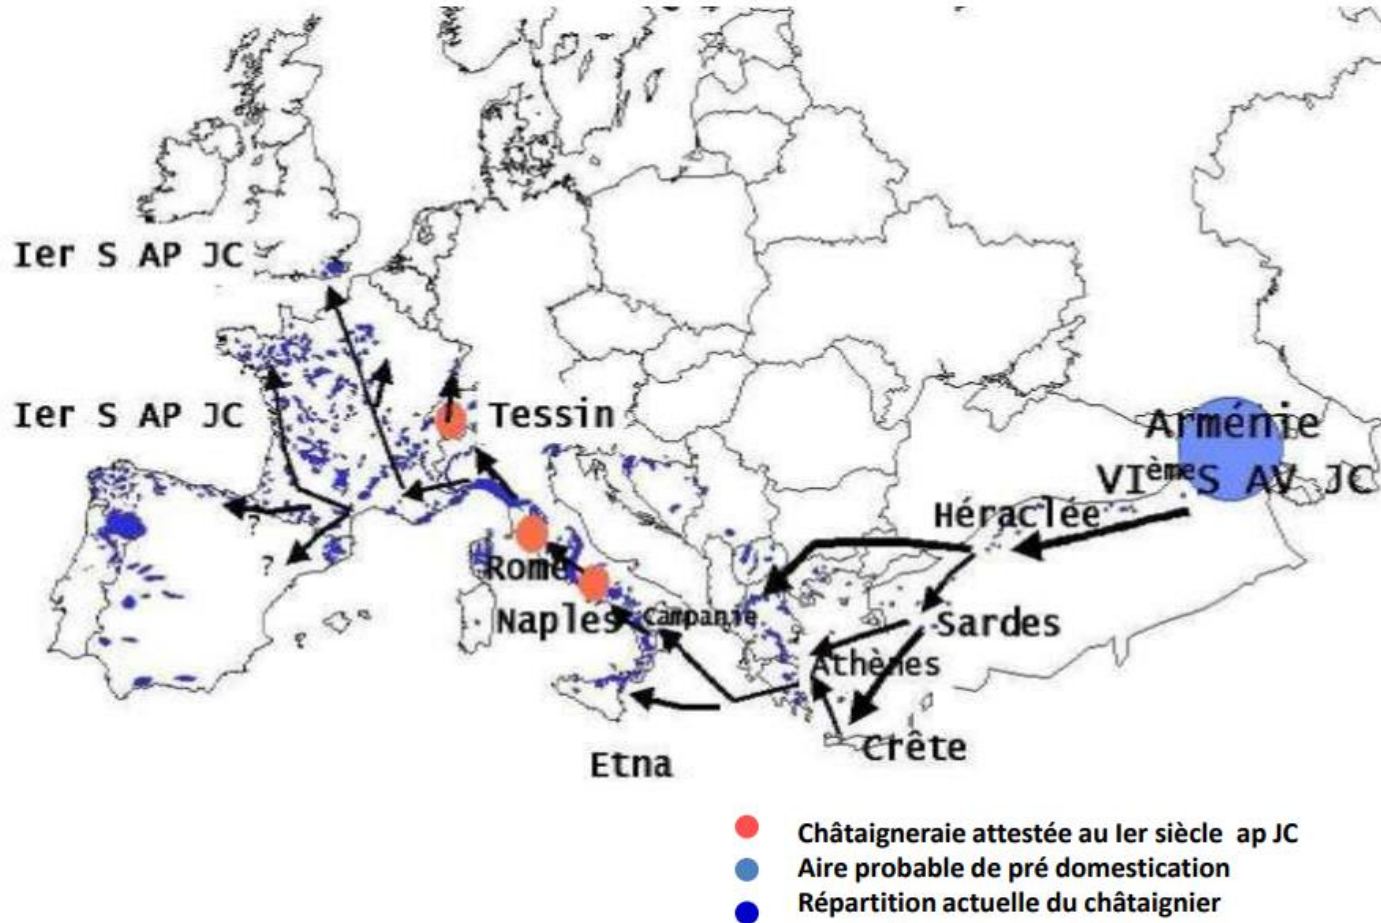 Ier S AP JC
Ier S AP JC
Tessin
Arménie
VIèmeS AV JC
Héraclée
?
?
Rome
Naples
Campanie
Sardes
?
Athènes
Crête
Etna
Châtaigneraie attestée au Ier siècle ap JC
Aire probable de pré domestication
Répartition actuelle du châtaignier